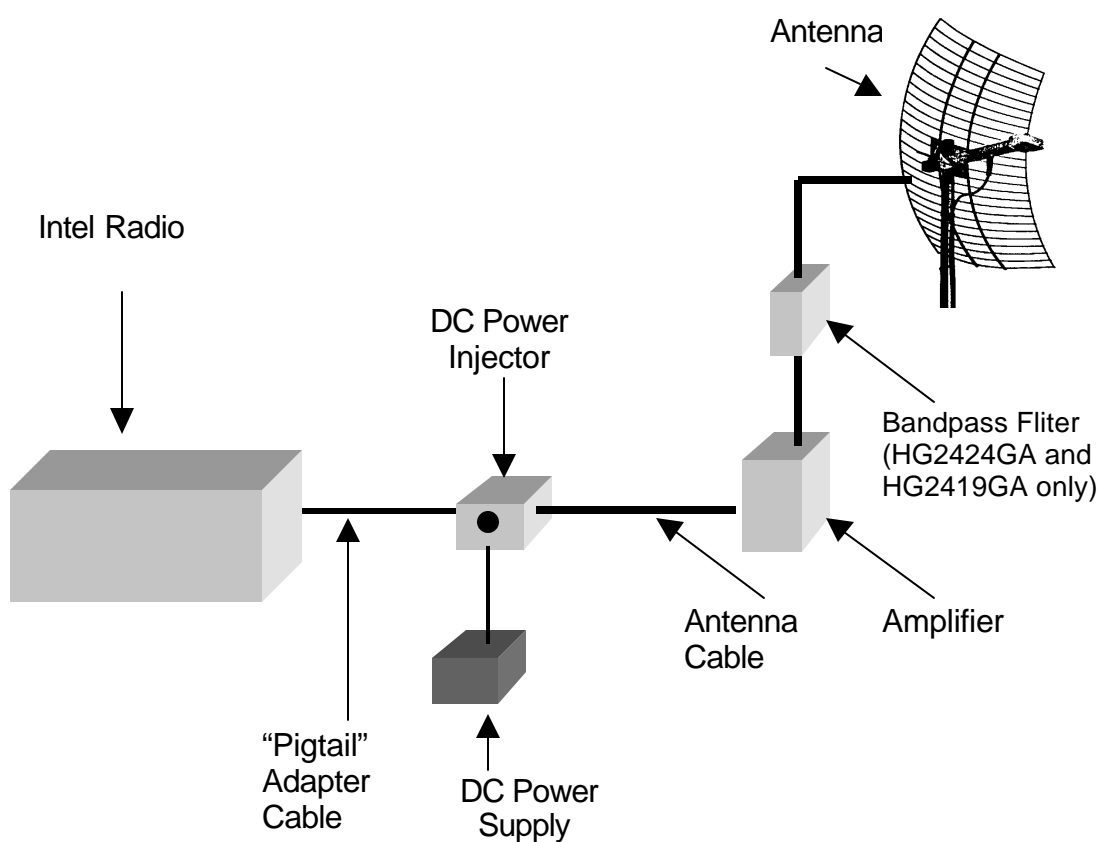 Antenna
Intel Radio
DC Power
Injector
Bandpass Fliter
(HG2424GA and
HG2419GA only)
Antenna
Cable
Amplifier
“Pigtail”
Adapter
Cable
DC Power
Supply